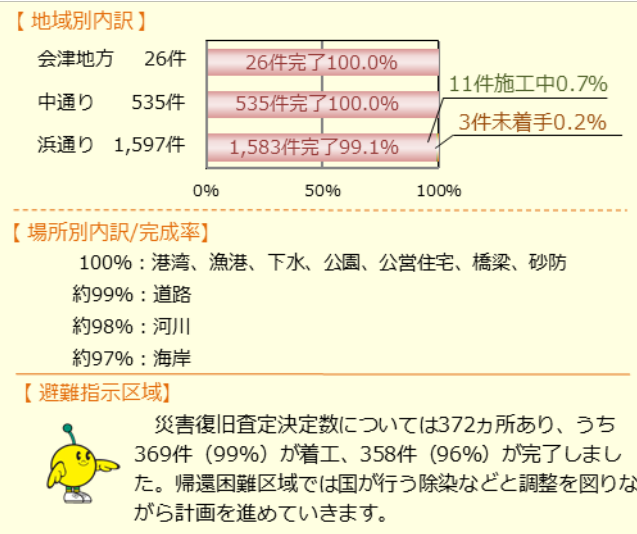 【 地域別内訳 】
会津地方 26件 26件完了100.0%
11件施工中0.7%
中通り 535件 535件完了100.0%
3件未着手0.2%
浜通り 1,597件 1,583件完了99.1%
0% 50% 100%
【 場所別内訳/完成率】
100%：港湾、漁港、下水、公園、公営住宅、橋梁、砂防
約99%：道路
約98%：河川
約97%：海岸
【 避難指示区域】
災害復旧査定決定数については372ヵ所あり、うち
369件（99%）が着工、358件（96%）が完了しまし
た。帰還困難区域では国が行う除染などと調整を図りな
がら計画を進めていきます。